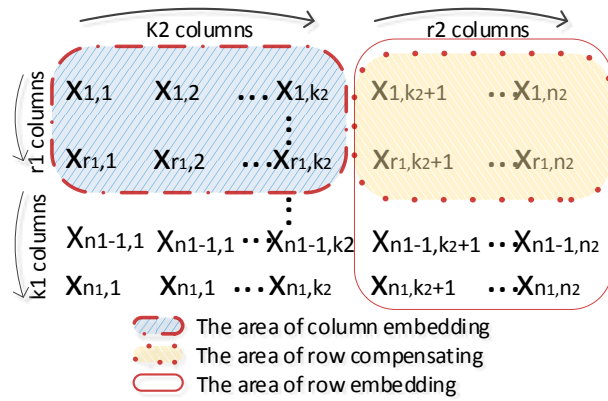 K2 columns r2 columns
r1 columns
k1 columns
X1,1 X1,2 ...X1,k2 X1,k2+1 ...X1,n2
Xr1,1 Xr1,2 ...Xr1,k2 Xr1,k2+1 ...Xr1,n2
Xn1-1,1 Xn1-1,1 ...Xn1-1,k2 Xn1-1,k2+1 ...Xn1-1,n2
Xn1,1 Xn1,1 ...Xn1,k2 Xn1,k2+1 ...Xn1,n2
The area of column embedding
The area of row compensating
The area of row embedding